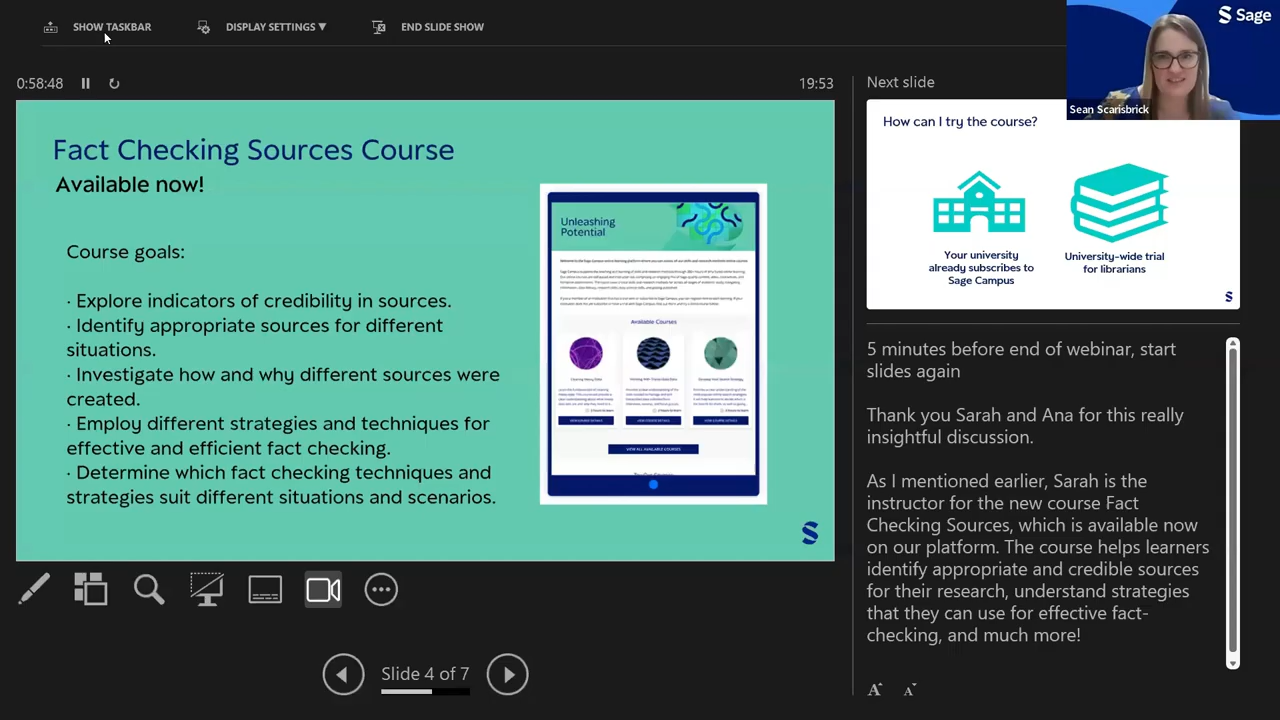 SHOW TASKBAR
DISPLAY SETTINGS ▼
END SLIDE SHOW
Sage
Sean Scarisbrick
0:58:48
19:53
Next slide
Fact Checking Sources Course
Available now!
Course goals:
· Explore indicators of credibility in sources.
· Identify appropriate sources for different
situations.
· Investigate how and why different sources were
created.
· Employ different strategies and techniques for
effective and efficient fact checking.
· Determine which fact checking techniques and
strategies suit different situations and scenarios.
Unleashing
Potential
Available Courses
VIEW ALL AVAILABLE COURSES
How can I try the course?
Your university
already subscribes to
Sage Campus
University-wide trial
for librarians
5 minutes before end of webinar, start
slides again
Thank you Sarah and Ana for this really
insightful discussion.
As I mentioned earlier, Sarah is the
instructor for the new course Fact
Checking Sources, which is available now
on our platform. The course helps learners
identify appropriate and credible sources
for their research, understand strategies
that they can use for effective fact-
checking, and much more!
Slide 4 of 7